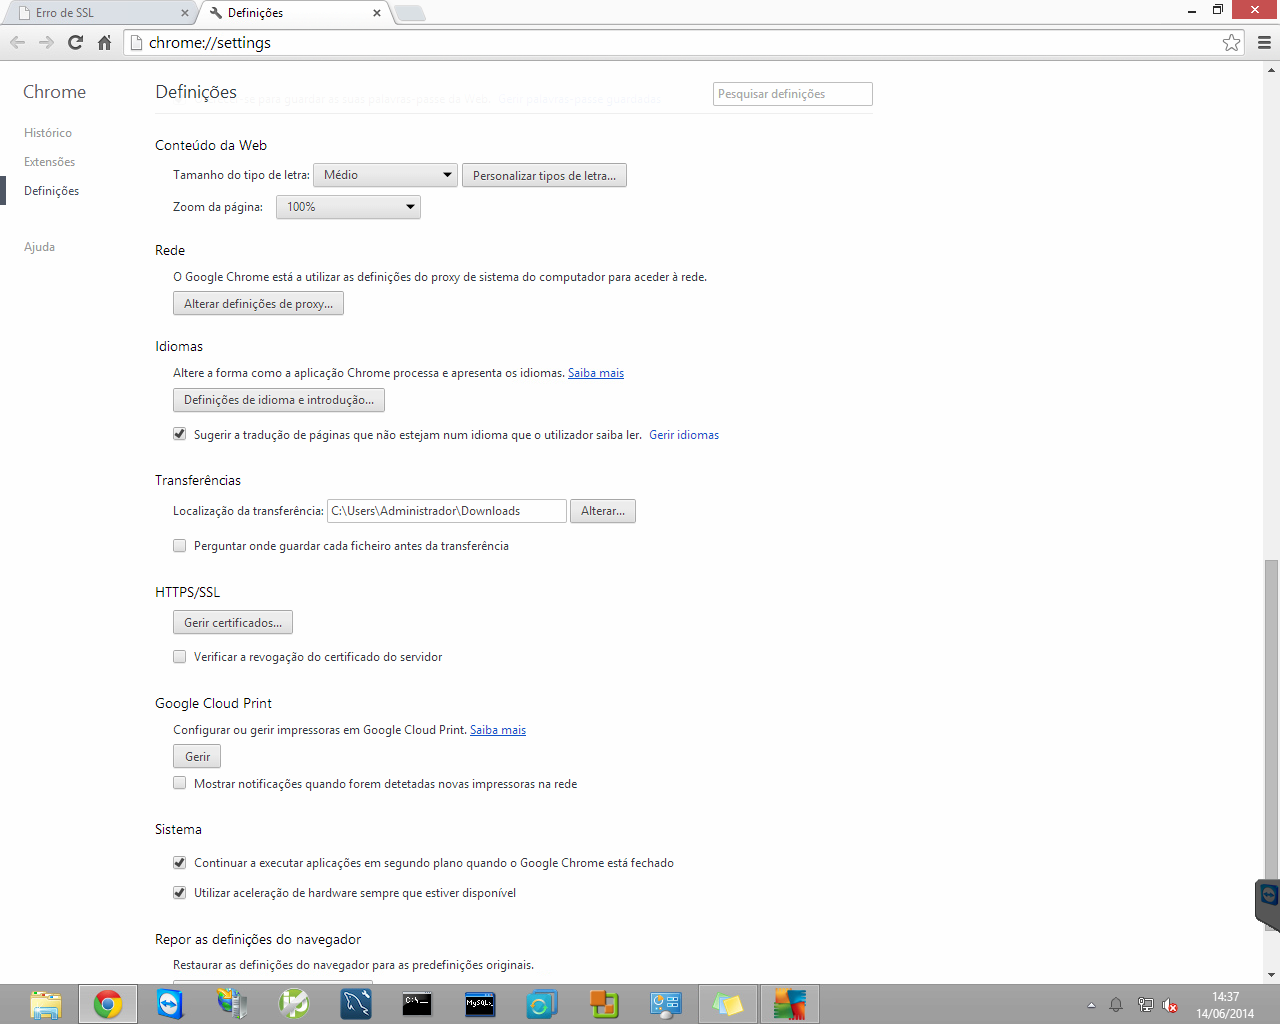 Erro de SSL
Definições
chrome://settings
Chrome
Definições
Pesquisar definições
Histórico
Extensões
Definições
Ajuda
Conteúdo da Web
Tamanho do tipo de letra: Médio Personalizar tipos de letra...
Zoom da página: 100%
Rede
O Google Chrome está a utilizar as definições do proxy de sistema do computador para aceder à rede.
Alterar definições de proxy...
Idiomas
Altere a forma como a aplicação Chrome processa e apresenta os idiomas. Saiba mais
Definições de idioma e introdução...
Sugerir a tradução de páginas que não estejam num idioma que o utilizador saiba ler. Gerir idiomas
Transferências
Localização da transferência: C:\Users\Administrador\Downloads Alterar...
Perguntar onde guardar cada ficheiro antes da transferência
HTTPS/SSL
Gerir certificados...
Verificar a revogação do certificado do servidor
Google Cloud Print
Configurar ou gerir impressoras em Google Cloud Print. Saiba mais
Gerir
Mostrar notificações quando forem detetadas novas impressoras na rede
Sistema
Continuar a executar aplicações em segundo plano quando o Google Chrome está fechado
Utilizar aceleração de hardware sempre que estiver disponível
Repor as definições do navegador
Restaurar as definições do navegador para as predefinições originais.
14:37
14/06/2014